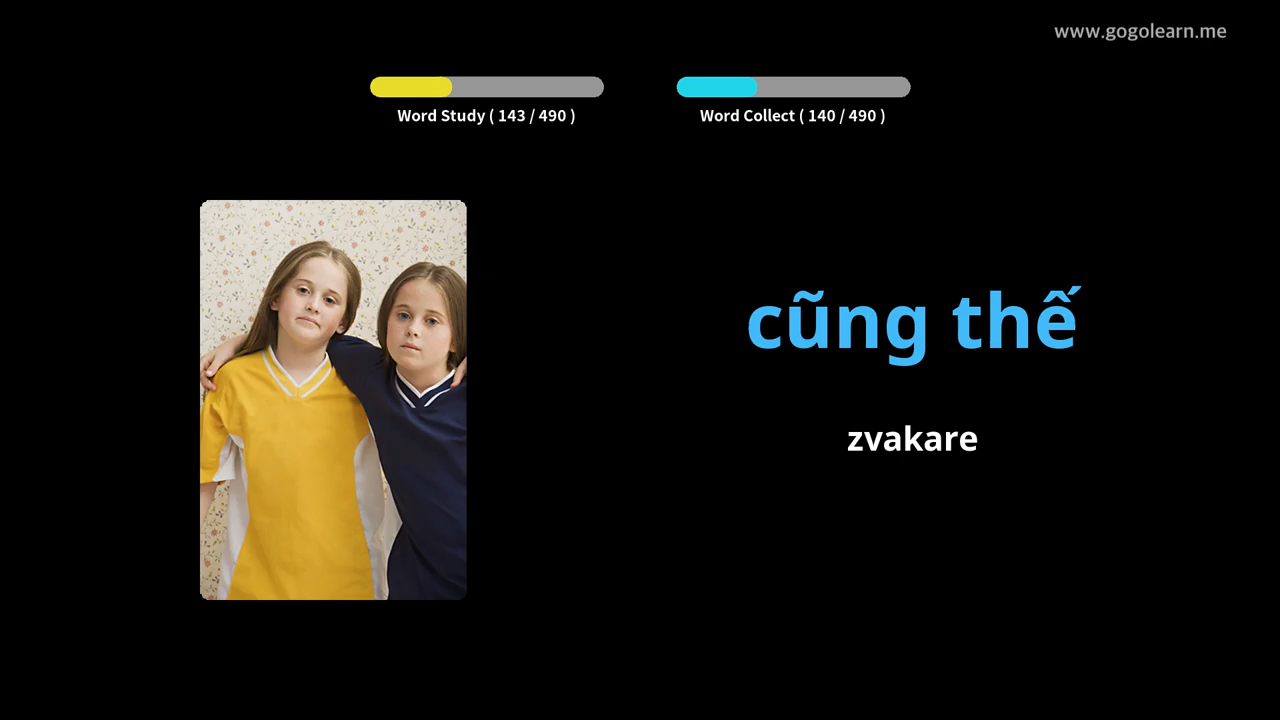 www.gogolearn.me
Word Study ( 143 / 490 )
Word Collect ( 140 / 490 )
cũng thế
zvakare